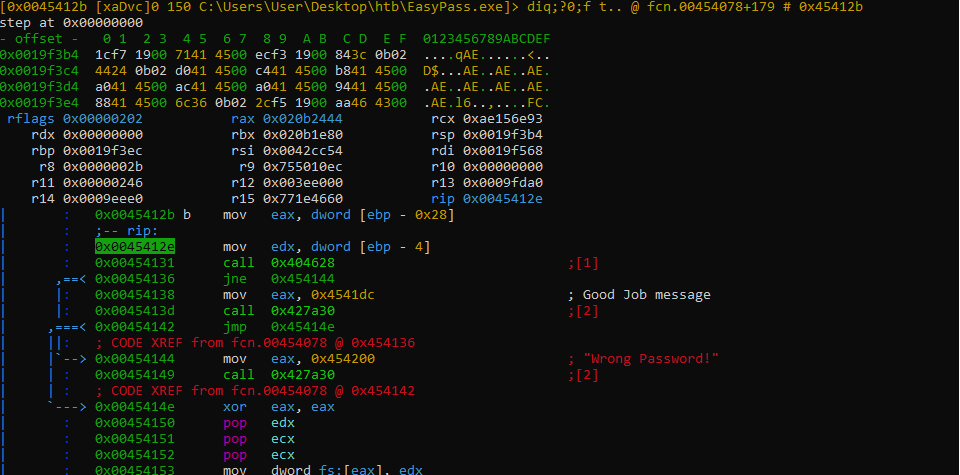 [0x0045412b [xaDvc]0 150 C:\Users\User\Desktop\htb\EasyPass.exe]> diq;?0;f t.. @ fcn.00454078+179 # 0x45412b
step at 0x00000000
- offset -   0 1  2 3  4 5  6 7  8 9  A B  C D  E F  0123456789ABCDEF
0x0019f3b4  1cf7 1900 7141 4500 ecf3 1900 843c 0b02  ....qAE......<..
0x0019f3c4  4424 0b02 d041 4500 c441 4500 b841 4500  D$...AE..AE..AE.
0x0019f3d4  a041 4500 ac41 4500 a041 4500 9441 4500  .AE..AE..AE..AE.
0x0019f3e4  8841 4500 6c36 0b02 2cf5 1900 aa46 4300  .AE.l6..,....FC.
rflags 0x00000202 rax 0x020b2444 rcx 0xae156e93
rdx 0x00000000 rbx 0x020b1e80 rsp 0x0019f3b4
rbp 0x0019f3ec rsi 0x0042cc54 rdi 0x0019f568
r8 0x0000002b r9 0x755010ec r10 0x00000000
r11 0x00000246 r12 0x003ee000 r13 0x0009fda0
r14 0x0009eee0 r15 0x771e4660 rip 0x0045412e
| : 0x0045412b b mov eax, dword [ebp - 0x28]
| : ;-- rip:
| : 0x0045412e mov edx, dword [ebp - 4]
| : 0x00454131 call 0x404628 ;[1]
| ,==< 0x00454136 jne 0x454144
| |: 0x00454138 mov eax, 0x4541dc ; Good Job message
| |: 0x0045413d call 0x427a30 ;[2]
| ,===< 0x00454142 jmp 0x45414e
| ||: ; CODE XREF from fcn.00454078 @ 0x454136
| |`--> 0x00454144 mov eax, 0x454200 ; "Wrong Password!"
| | : 0x00454149 call 0x427a30 ;[2]
| | : ; CODE XREF from fcn.00454078 @ 0x454142
| `---> 0x0045414e xor eax, eax
| : 0x00454150 pop edx
| : 0x00454151 pop ecx
| : 0x00454152 pop ecx
| : 0x00454153 mov dword fs:[eax], edx